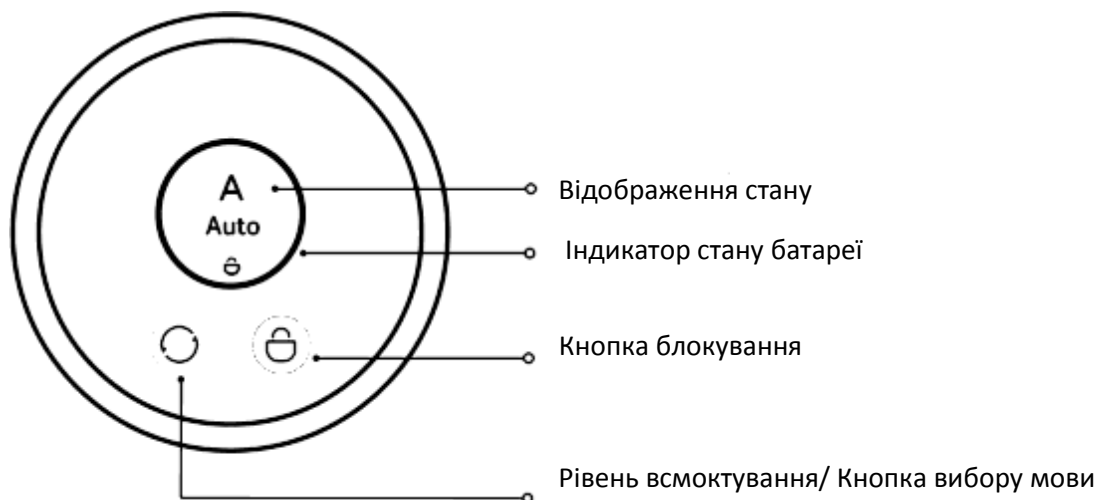 A
Auto
Відображення стану
Індикатор стану батареї
Кнопка блокування
Рівень всмоктування/ Кнопка вибору мови